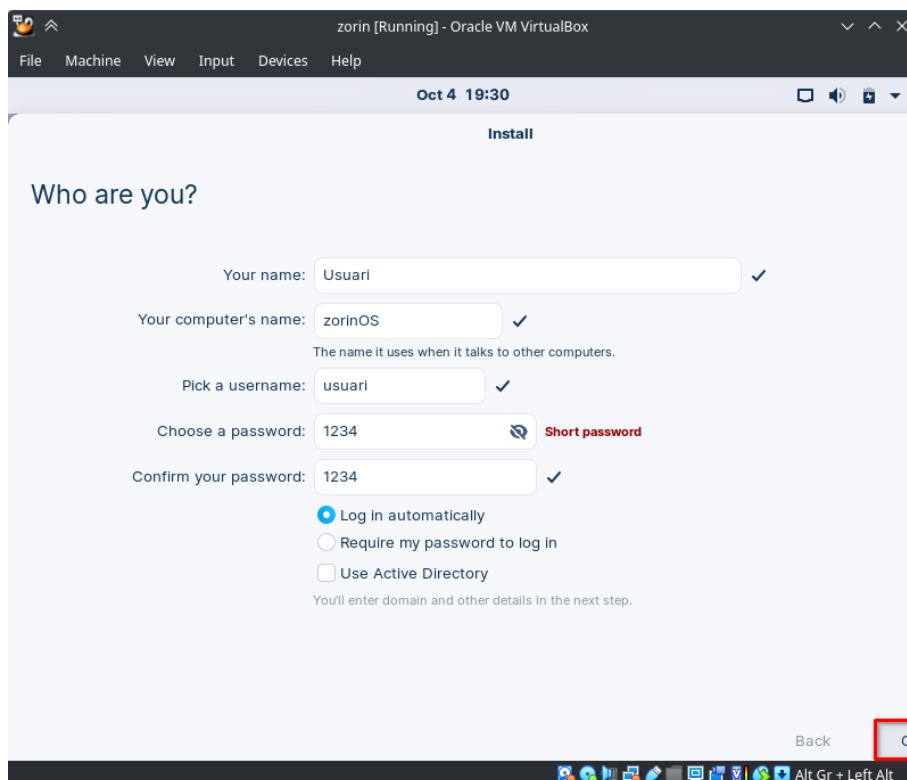 zorin [Running] - Oracle VM VirtualBox
File Machine View Input Devices Help
Oct 4 19:30
Install
Who are you?
Your name: Usuari
Your computer's name: zorinOS
The name it uses when it talks to other computers.
Pick a username: usuari
Choose a password: 1234 Short password
Confirm your password: 1234
Log in automatically
Require my password to log in
Use Active Directory
You'll enter domain and other details in the next step.
Back
Alt Gr + Left Alt